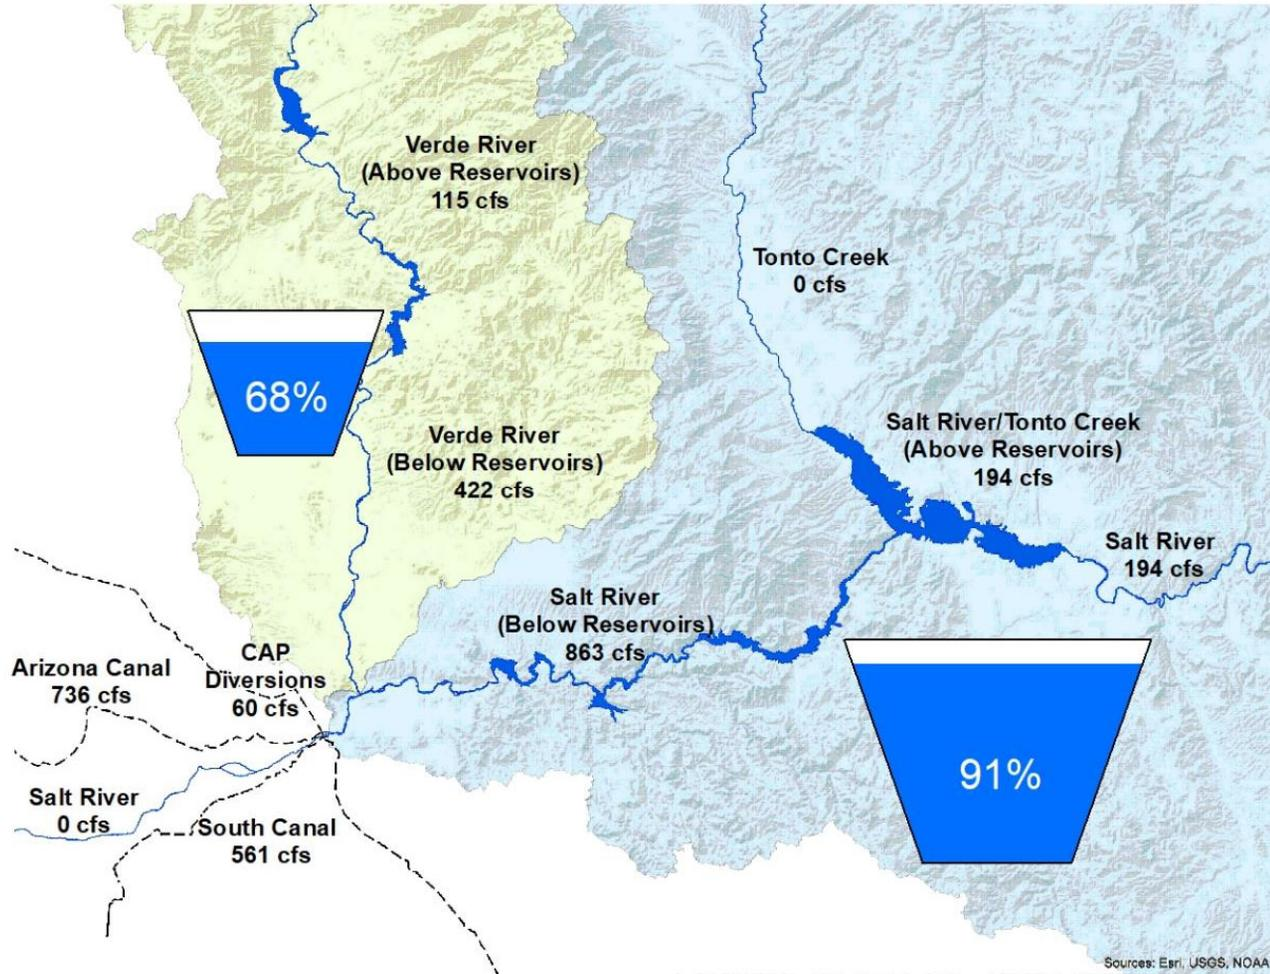 Verde River
(Above Reservoirs)
115 cfs
Tonto Creek
0 cfs
68%
Verde River
(Below Reservoirs)
422 cfs
Salt River/Tonto Creek
(Above Reservoirs)
194 cfs
Salt River
194 cfs
Salt River
(Below Reservoirs)
863 cfs
CAP
Diversions
60 cfs
Arizona Canal
736 cfs
91%
Salt River
0 cfs
South Canal
561 cfs
Sources: Esri, USGS, NOAA